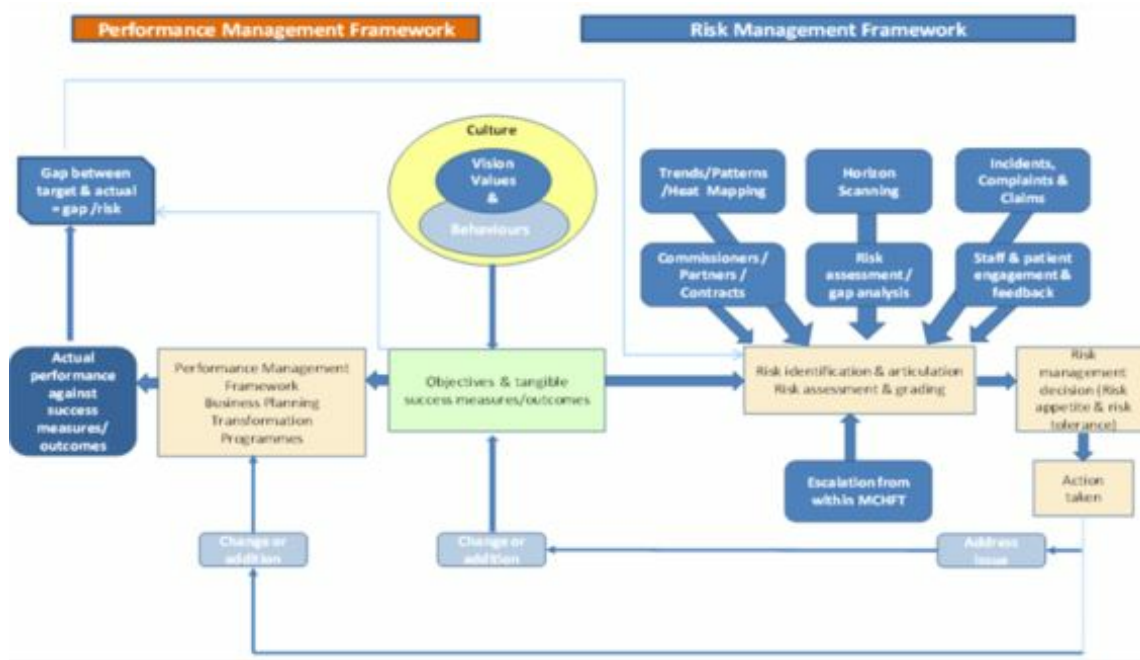 Performance Management Framework
Risk Management Framework
Culture
Vision
Values
&
Behaviours
Gap between
target & actual
= gap /risk
Trends/Patterns
/Heat Mapping
Horizon
Scanning
Incidents,
Complaints &
Claims
Commissioners /
Partners /
Contracts
Risk
assessment/
gap analysis
Staff & patient
engagement &
feedback
Actual
performance
against
success
measures/
outcomes
Performance Management
Framework
Business Planning
Transformation
Programmes
Objectives & tangible
success measures/outcomes
Risk identification & articulation
Risk assessment & grading
Risk
management
decision (Risk
appetite & risk
tolerance)
Escalation from
within MCHFT
Action
taken
Change or
addition
Change or
addition
Address
issue